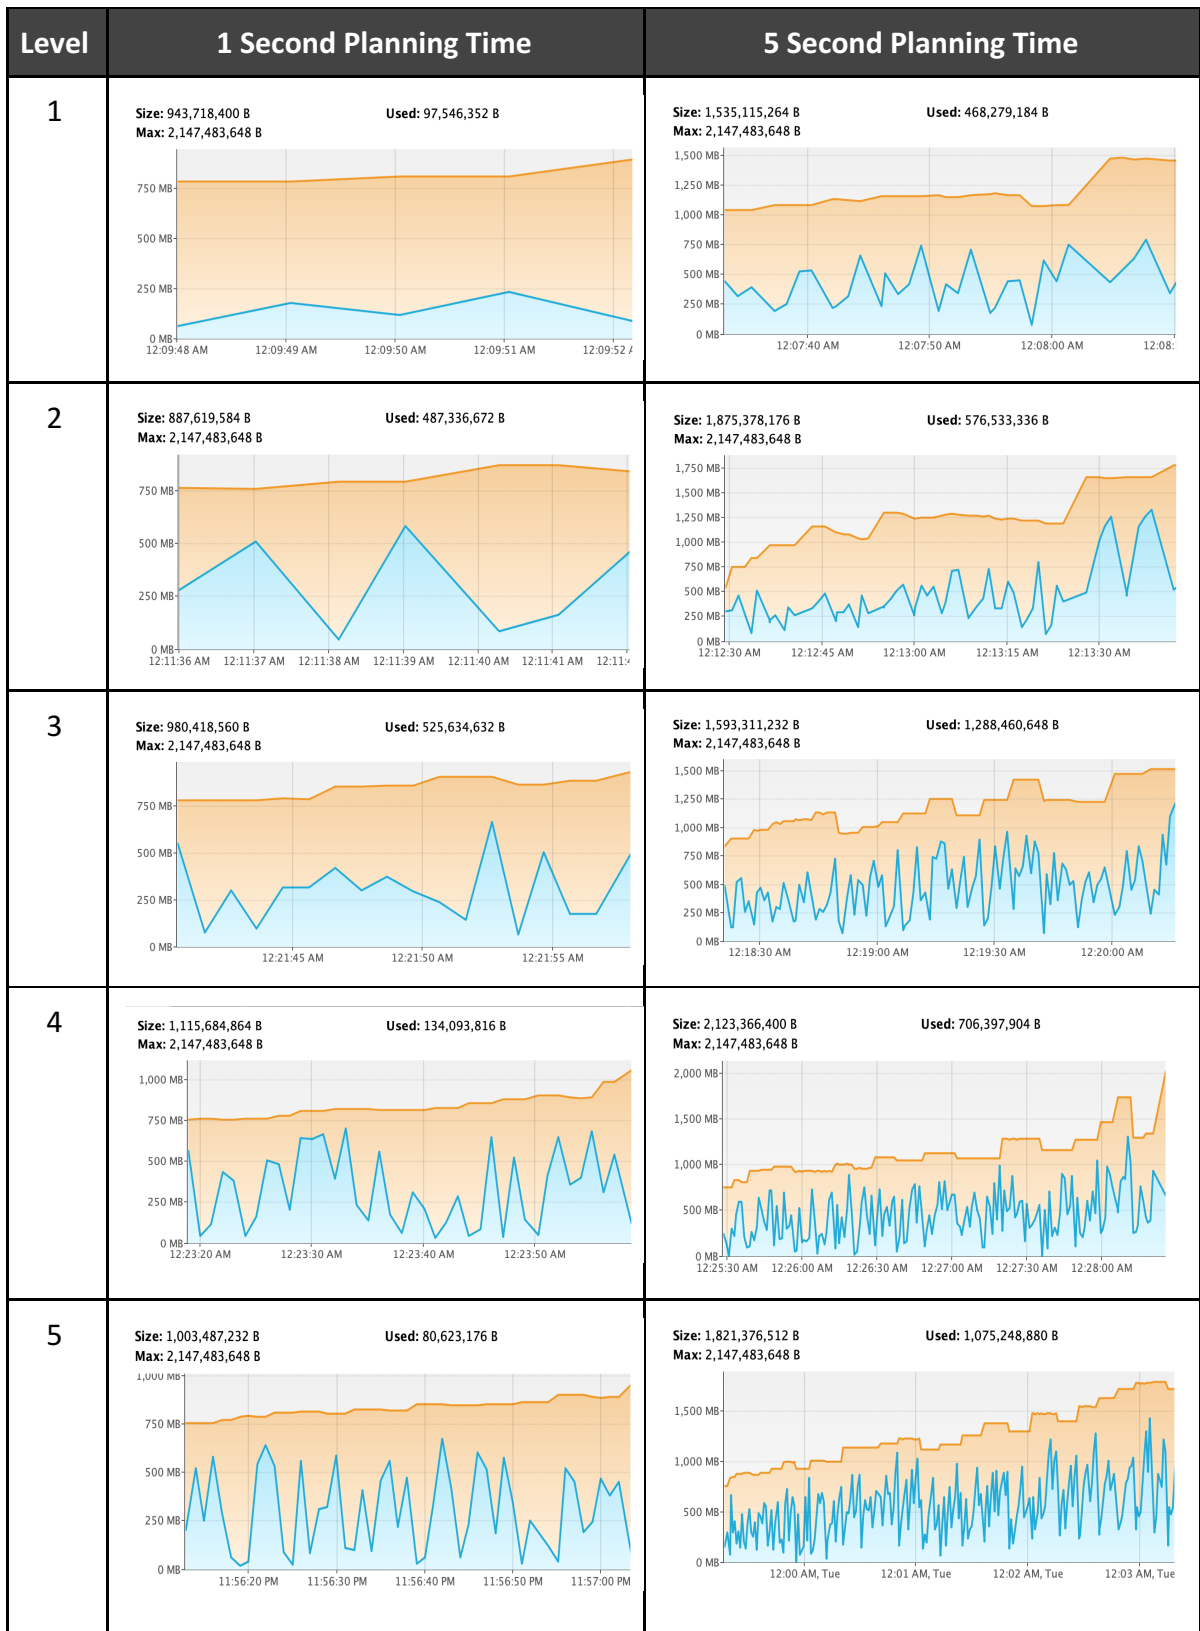 Level 1 Second Planning Time 5 Second Planning Time
1
Size: 943,718,400 B Used: 97,546,352 B
Max: 2,147,483,648 B
750 MB
500 MB
250 MB
0 MB
12:09:48 AM 12:09:49 AM 12:09:50 AM 12:09:51 AM 12:09:52 A
Size: 1,535,115,264 B Used: 468,279,184 B
Max: 2,147,483,648 B
1,500 MB
1,250 MB
1,000 MB
750 MB
500 MB
250 MB
0 MB
12:07:40 AM 12:07:50 AM 12:08:00 AM 12:08:
2
Size: 887,619,584 B Used: 487,336,672 B
Max: 2,147,483,648 B
750 MB
500 MB
250 MB
0 MB
12:11:36 AM 12:11:37 AM 12:11:38 AM 12:11:39 AM 12:11:40 AM 12:11:41 AM 12:11:4
Size: 1,875,378,176 B Used: 576,533,336 B
Max: 2,147,483,648 B
1,750 MB
1,500 MB
1,250 MB
1,000 MB
750 MB
500 MB
250 MB
0 MB
12:12:30 AM 12:12:45 AM 12:13:00 AM 12:13:15 AM 12:13:30 AM
3
Size: 980,418,560 B Used: 525,634,632 B
Max: 2,147,483,648 B
750 MB
500 MB
250 MB
0 MB
12:21:45 AM 12:21:50 AM 12:21:55 AM
Size: 1,593,311,232 B Used: 1,288,460,648 B
Max: 2,147,483,648 B
1,500 MB
1,250 MB
1,000 MB
750 MB
500 MB
250 MB
0 MB
12:18:30 AM 12:19:00 AM 12:19:30 AM 12:20:00 AM
4
Size: 1,115,684,864 B Used: 134,093,816 B
Max: 2,147,483,648 B
1,000 MB
750 MB
500 MB
250 MB
0 MB
12:23:20 AM 12:23:30 AM 12:23:40 AM 12:23:50 AM
Size: 2,123,366,400 B Used: 706,397,904 B
Max: 2,147,483,648 B
2,000 MB
1,500 MB
1,000 MB
500 MB
0 MB
12:25:30 AM 12:26:00 AM 12:26:30 AM 12:27:00 AM 12:27:30 AM 12:28:00 AM
5
Size: 1,003,487,232 B Used: 80,623,176 B
Max: 2,147,483,648 B
1,000 MB
750 MB
500 MB
250 MB
0 MB
11:56:20 PM 11:56:30 PM 11:56:40 PM 11:56:50 PM 11:57:00 PM
Size: 1,821,376,512 B Used: 1,075,248,880 B
Max: 2,147,483,648 B
1,500 MB
1,000 MB
500 MB
0 MB
12:00 AM, Tue 12:01 AM, Tue 12:02 AM, Tue 12:03 AM, Tue